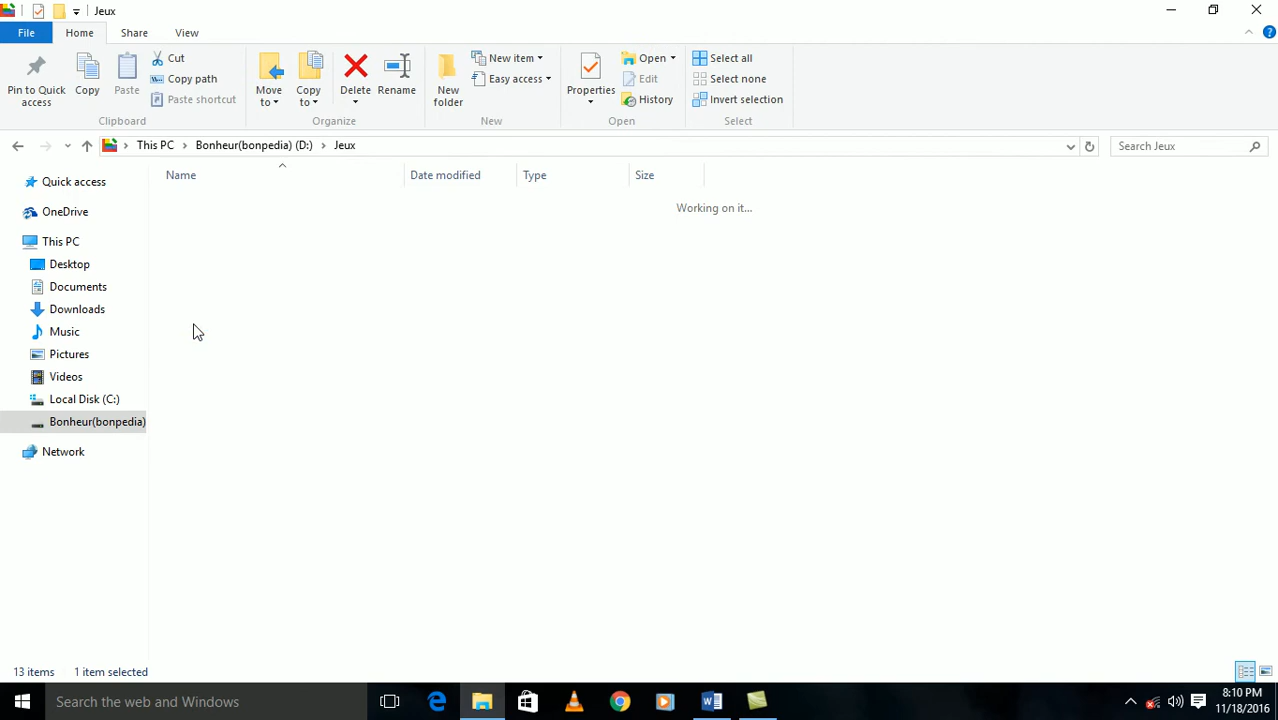 Jeux
File Home Share View
Pin to Quick access
Copy
Paste
Cut
Copy path
Paste shortcut
Clipboard
Move to
Copy to
Delete
Rename
Organize
New folder
New item
Easy access
New
Properties
Open
Edit
History
Open
Select all
Select none
Invert selection
Select
This PC Bonheur(bonpedia) (D:) Jeux
Search Jeux
Name Date modified Type Size
Working on it...
Quick access
OneDrive
This PC
Desktop
Documents
Downloads
Music
Pictures
Videos
Local Disk (C:)
Bonheur(bonpedia)
Network
13 items 1 item selected
Search the web and Windows
8:10 PM
11/18/2016